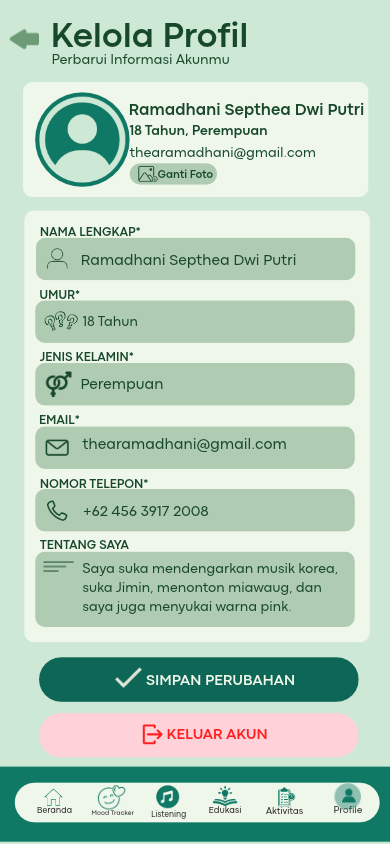 Kelola Profil
Perbarui Informasi Akunmu
Ramadhani Septhea Dwi Putri
18 Tahun, Perempuan
thearamadhani@gmail.com
Ganti Foto
NAMA LENGKAP*
Ramadhani Septhea Dwi Putri
UMUR*
18 Tahun
JENIS KELAMIN*
Perempuan
EMAIL*
thearamadhani@gmail.com
NOMOR TELEPON*
+62 456 3917 2008
TENTANG SAYA
Saya suka mendengarkan musik korea,
suka Jimin, menonton miawaug, dan
saya juga menyukai warna pink.
SIMPAN PERUBAHAN
KELUAR AKUN
Beranda
Mood Tracker
Listening
Edukasi
Aktivitas
Profile